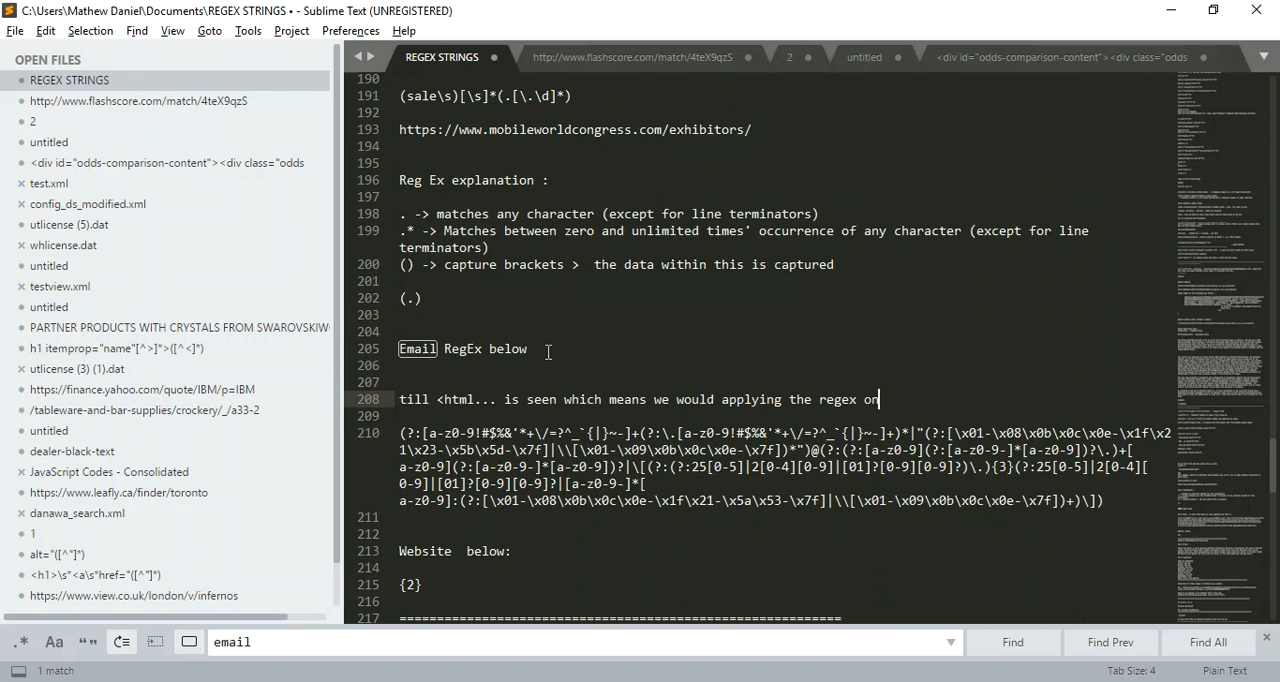 C:\Users\Mathew Daniel\Documents\REGEX STRINGS • - Sublime Text (UNREGISTERED)
File Edit Selection Find View Goto Tools Project Preferences Help
OPEN FILES
REGEX STRINGS
http://www.flashscore.com/match/4teX9qzS
2
untitled
<div id="odds-comparison-content"><div class="odds
test.xml
config_ds_modified.xml
utlicense (5).dat
whlicense.dat
untitled
testview.xml
untitled
PARTNER PRODUCTS WITH CRYSTALS FROM SWAROVSKI
h1 itemprop="name"[^>]*>([^<]*)
utlicense (3) (1).dat
https://finance.yahoo.com/quote/IBM/p=IBM
/tableware-and-bar-supplies/crockery/_/a33-2
untitled
dealer-black-text
JavaScript Codes - Consolidated
https://www.leafly.ca/finder/toronto
danawa_search.xml
1
alt="([^"]*)
<h1>\s*<a\s*href="([^"]*)
https://www.view.co.uk/london/v/infernos
REGEX STRINGS http://www.flashscore.com/match/4teX9qzS 2 untitled <div id="odds-comparison-content"><div class="odds
190
191 (sale\s)[\s]*(.[\.\d]*)
192
193 https://www.mobileworldcongress.com/exhibitors/
194
195
196 Reg Ex explanation :
197
198 . -> matches any character (except for line terminators)
199 .* -> Matches between zero and unlimited times' occurrence of any character (except for line
terminators)
200 () -> capture brackets > the data within this is captured
201
202 (.)
203
204
205 Email RegEx below
206
207
208 till <html... is seen which means we would applying the regex on
209
210 (?:[a-z0-9!#$%&'*+\/=?^_`{|}~-]+(?:\.[a-z0-9!#$%&'*+\/=?^_`{|}~-]+)*|"(?:[\x01-\x08\x0b\x0c\x0e-\x1f\x2
1\x23-\x5b\x5d-\x7f]|\\[\x01-\x09\x0b\x0c\x0e-\x7f])*")@(?:(?:[a-z0-9](?:[a-z0-9-]*[a-z0-9])?\.)+[
a-z0-9](?:[a-z0-9-]*[a-z0-9])?|\[(?:(?:25[0-5]|2[0-4][0-9]|[01]?[0-9][0-9]?)\.){3}(?:25[0-5]|2[0-4][
0-9]|[01]?[0-9][0-9]?|[a-z0-9-]*[
a-z0-9]:(?:[\x01-\x08\x0b\x0c\x0e-\x1f\x21-\x5a\x53-\x7f]|\\[\x01-\x09\x0b\x0c\x0e-\x7f])+)\])
211
212
213 Website below:
214
215 {2}
216
217 ===========================================================
.* Aa “” email Find Find Prev Find All
1 match Tab Size: 4 Plain Text